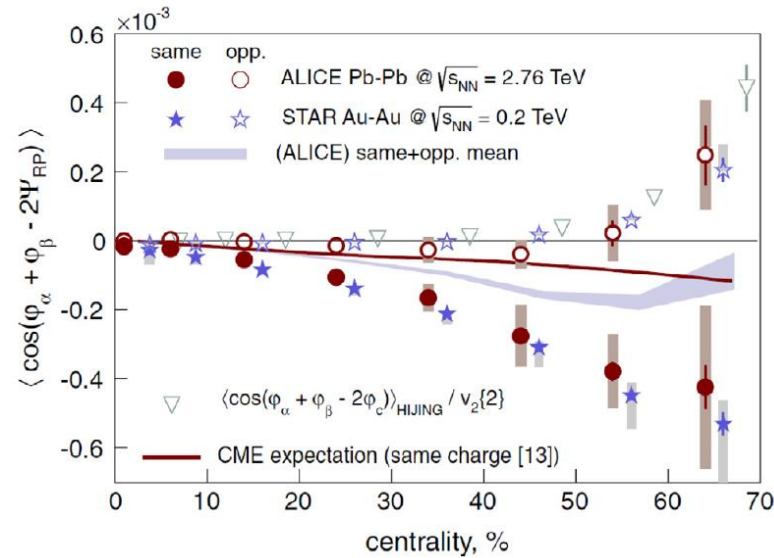 ×10⁻³
0.6
same opp.
ALICE Pb-Pb @ √sNN = 2.76 TeV
0.4
STAR Au-Au @ √sNN = 0.2 TeV
(ALICE) same+opp. mean
0.2
0
-0.2
-0.4
⟨cos(φα + φβ - 2φc)⟩HIJING / v2{2}
-0.6
CME expectation (same charge [13])
0 10 20 30 40 50 60 70
centrality, %
⟨ cos(φα + φβ - 2ΨRP) ⟩